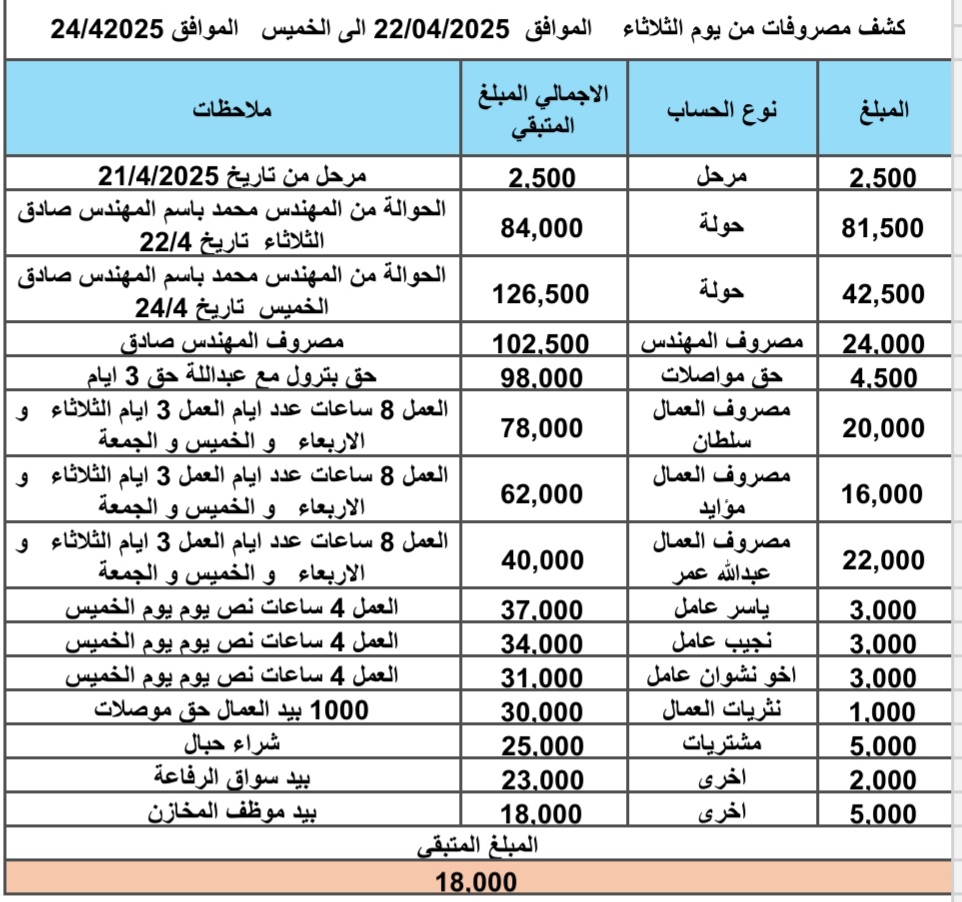 كشف مصروفات من يوم الثلاثاء الموافق 22/04/2025 الى الخميس الموافق 24/42025
المبلغ نوع الحساب الاجمالي المبلغ المتبقي ملاحظات
2,500 مرحل 2,500 مرحل من تاريخ 21/4/2025
81,500 حولة 84,000 الحوالة من المهندس محمد باسم المهندس صادق
الثلاثاء تاريخ 22/4
42,500 حولة 126,500 الحوالة من المهندس محمد باسم المهندس صادق
الخميس تاريخ 24/4
24,000 مصروف المهندس 102,500 مصروف المهندس صادق
4,500 حق مواصلات 98,000 حق بترول مع عبداللة حق 3 ايام
20,000 مصروف العمال سلطان 78,000 العمل 8 ساعات عدد ايام العمل 3 ايام الثلاثاء و
الاربعاء و الخميس و الجمعة
16,000 مصروف العمال مؤايد 62,000 العمل 8 ساعات عدد ايام العمل 3 ايام الثلاثاء و
الاربعاء و الخميس و الجمعة
22,000 مصروف العمال عبدالله عمر 40,000 العمل 8 ساعات عدد ايام العمل 3 ايام الثلاثاء و
الاربعاء و الخميس و الجمعة
3,000 ياسر عامل 37,000 العمل 4 ساعات نص يوم يوم الخميس
3,000 نجيب عامل 34,000 العمل 4 ساعات نص يوم يوم الخميس
3,000 اخو نشوان عامل 31,000 العمل 4 ساعات نص يوم يوم الخميس
1,000 نثريات العمال 30,000 1000 بيد العمال حق موصلات
5,000 مشتريات 25,000 شراء حبال
2,000 اخرى 23,000 بيد سواق الرفاعة
5,000 اخرى 18,000 بيد موظف المخازن
المبلغ المتبقي
18,000